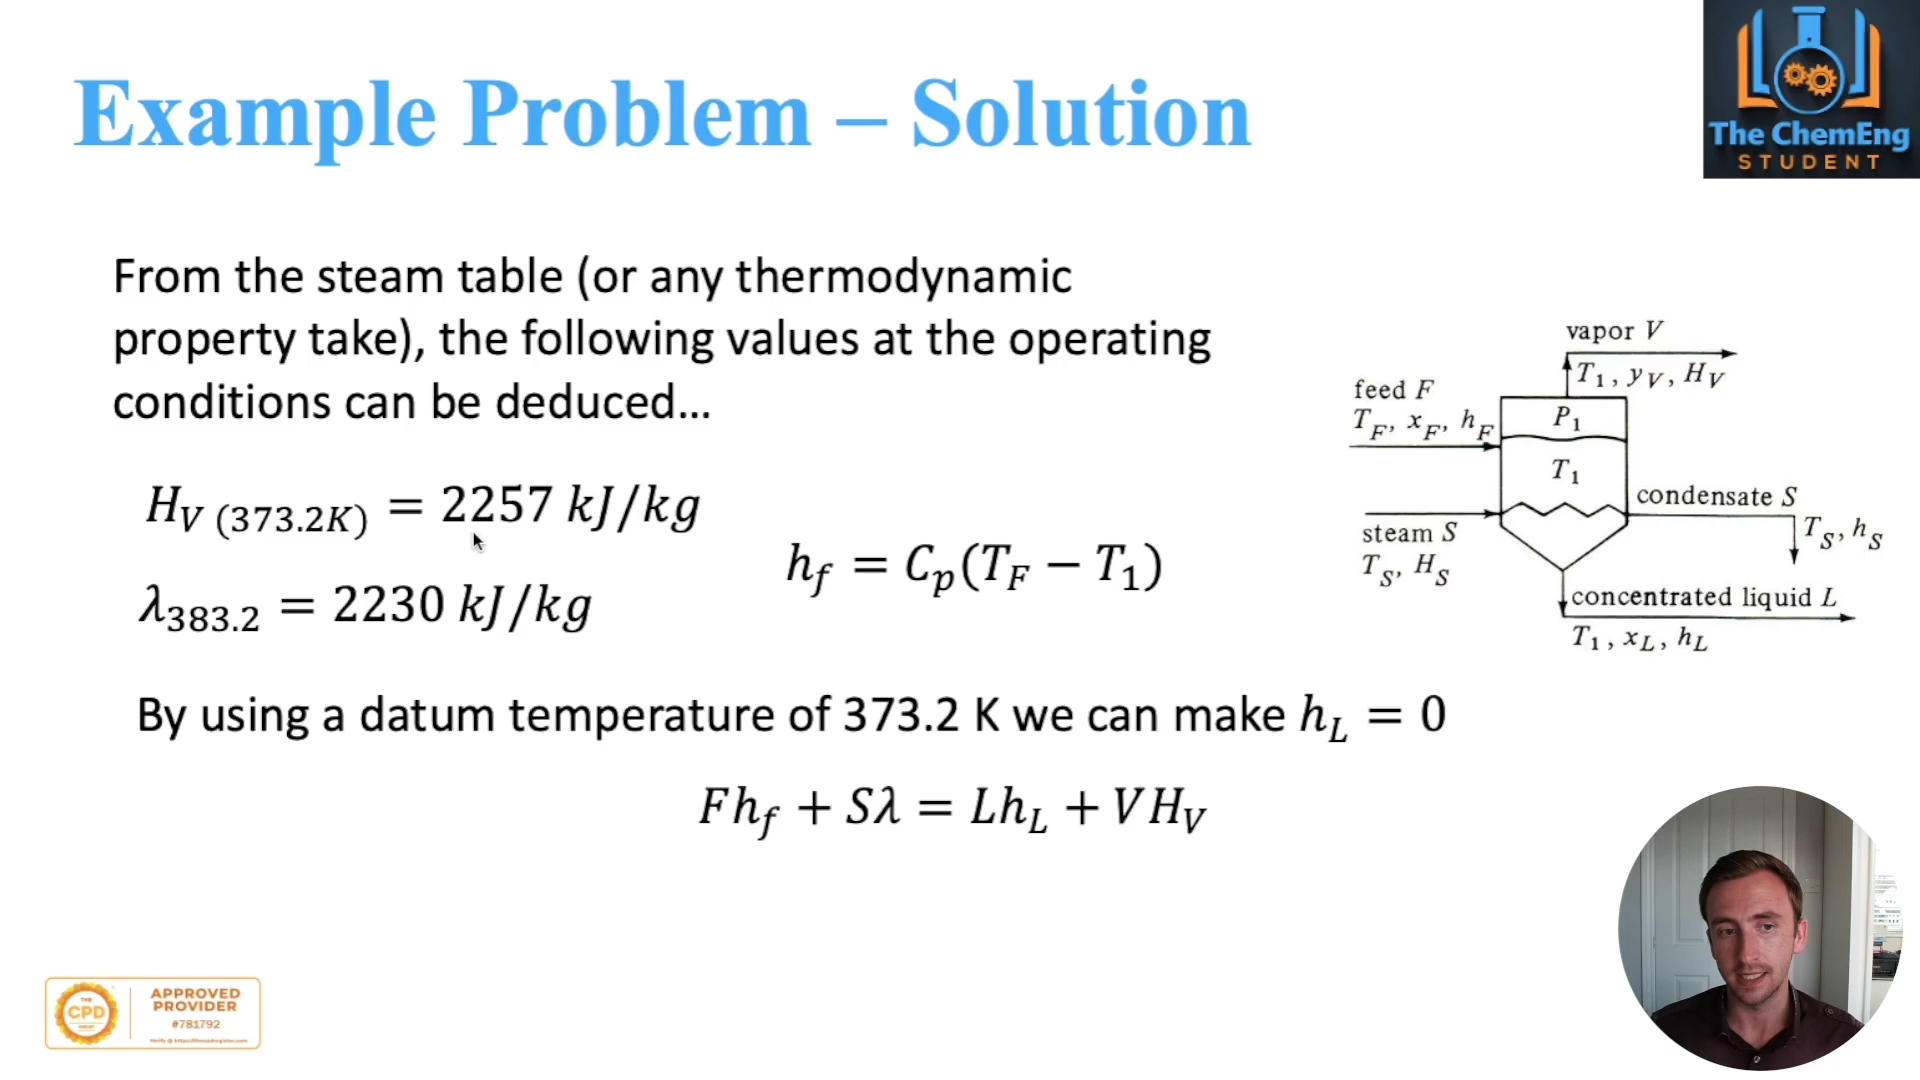 Example Problem – Solution
The ChemEng
STUDENT
From the steam table (or any thermodynamic
property take), the following values at the operating
conditions can be deduced...
H_V (373.2K) = 2257 kJ/kg
λ_383.2 = 2230 kJ/kg
h_f = C_p(T_F − T_1)
By using a datum temperature of 373.2 K we can make h_L = 0
Fh_f + Sλ = Lh_L + VH_V
vapor V
T_1, y_V, H_V
feed F
T_F, x_F, h_F
P_1
T_1
condensate S
T_S, h_S
steam S
T_S, H_S
concentrated liquid L
T_1, x_L, h_L
THE
CPD
APPROVED
PROVIDER
#781792